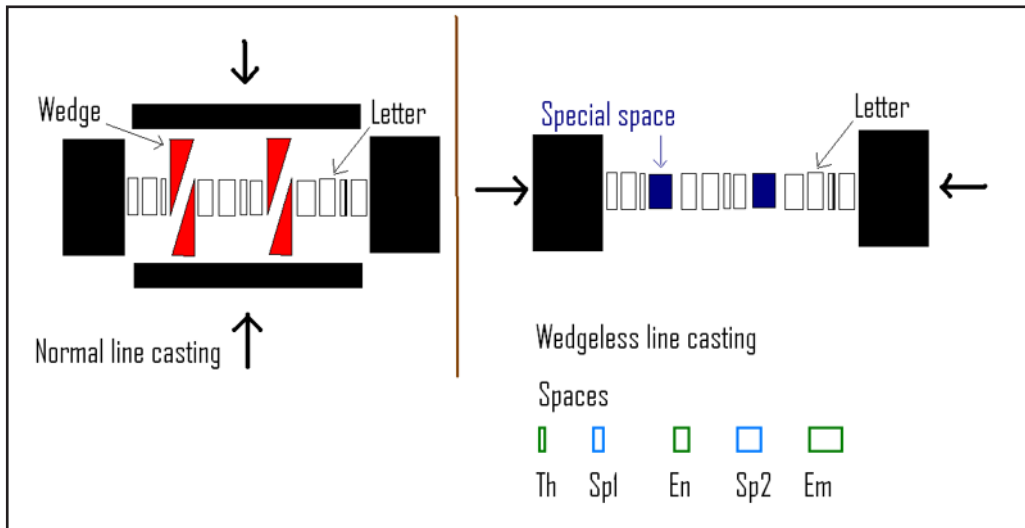 Wedge
Letter
Normal line casting
Special space
Letter
Wedgeless line casting
Spaces
Th Sp1 En Sp2 Em